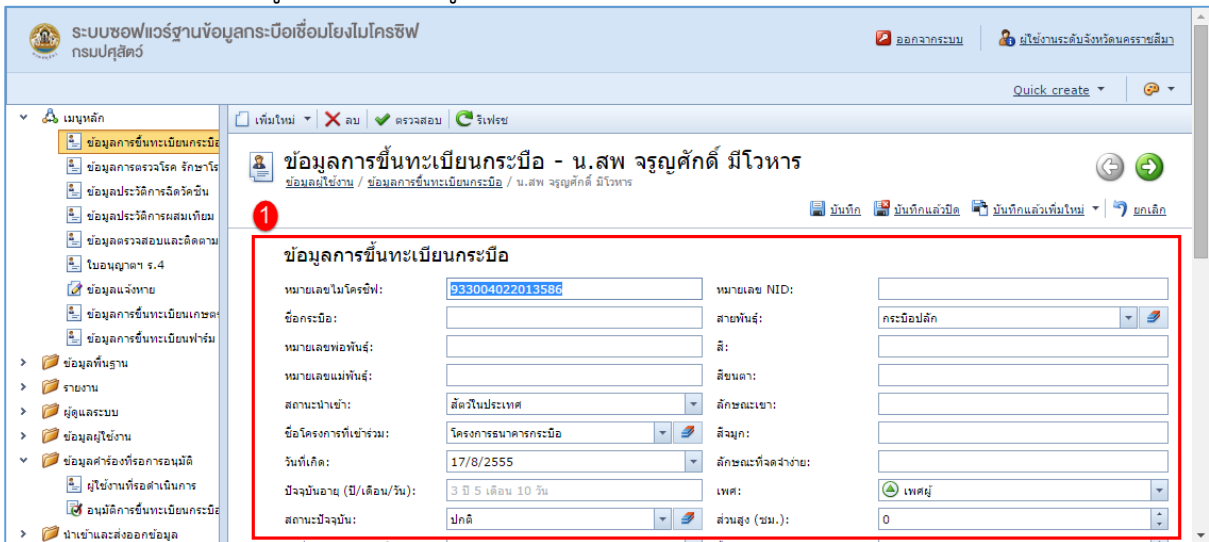 ระบบซอฟแวร์ฐานข้อมูลกระบือเชื่อมโยงไมโครชิฟ
กรมปศุสัตว์
ออกจากระบบ ผู้ใช้งานระดับจังหวัดนครราชสีมา
Quick create
เมนูหลัก
ข้อมูลการขึ้นทะเบียนกระบือ
ข้อมูลการตรวจโรค รักษาโร
ข้อมูลประวัติการฉีดวัคซีน
ข้อมูลประวัติการผสมเทียม
ข้อมูลตรวจสอบและติดตาม
ใบอนุญาตฯ ร.4
ข้อมูลแจ้งหาย
ข้อมูลการขึ้นทะเบียนเกษตร
ข้อมูลการขึ้นทะเบียนฟาร์ม
ข้อมูลพื้นฐาน
รายงาน
ผู้ดูแลระบบ
ข้อมูลผู้ใช้งาน
ข้อมูลคำร้องที่รอการอนุมัติ
ผู้ใช้งานที่รอดำเนินการ
อนุมัติการขึ้นทะเบียนกระบือ
นำเข้าและส่งออกข้อมูล
เพิ่มใหม่ ลบ ตรวจสอบ รีเฟรช
ข้อมูลการขึ้นทะเบียนกระบือ - น.สพ จรูญศักดิ์ มีโวหาร
ข้อมูลผู้ใช้งาน / ข้อมูลการขึ้นทะเบียนกระบือ / น.สพ จรูญศักดิ์ มีโวหาร
บันทึก บันทึกแล้วปิด บันทึกแล้วเพิ่มใหม่ ยกเลิก
1
ข้อมูลการขึ้นทะเบียนกระบือ
หมายเลขไมโครชิฟ: 933004022013586 หมายเลข NID:
ชื่อกระบือ: สายพันธุ์: กระบือปลัก
หมายเลขพ่อพันธุ์: สี:
หมายเลขแม่พันธุ์: สีขนตา:
สถานะนำเข้า: สัตว์ในประเทศ ลักษณะเขา:
ชื่อโครงการที่เข้าร่วม: โครงการธนาคารกระบือ สีจมูก:
วันที่เกิด: 17/8/2555 ลักษณะที่จดจำง่าย:
ปัจจุบันอายุ (ปี/เดือน/วัน): 3 ปี 5 เดือน 10 วัน เพศ: เพศผู้
สถานะปัจจุบัน: ปกติ ส่วนสูง (ซม.): 0